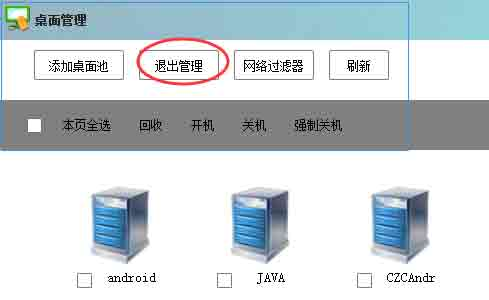 桌面管理
添加桌面池 退出管理 网络过滤器 刷新
本页全选 回收 开机 关机 强制关机
android JAVA CZCAndr